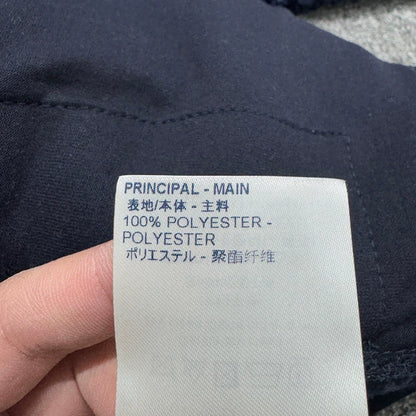 PRINCIPAL - MAIN
表地/本体 - 主料
100% POLYESTER -
POLYESTER
ポリエステル - 聚酯纤维